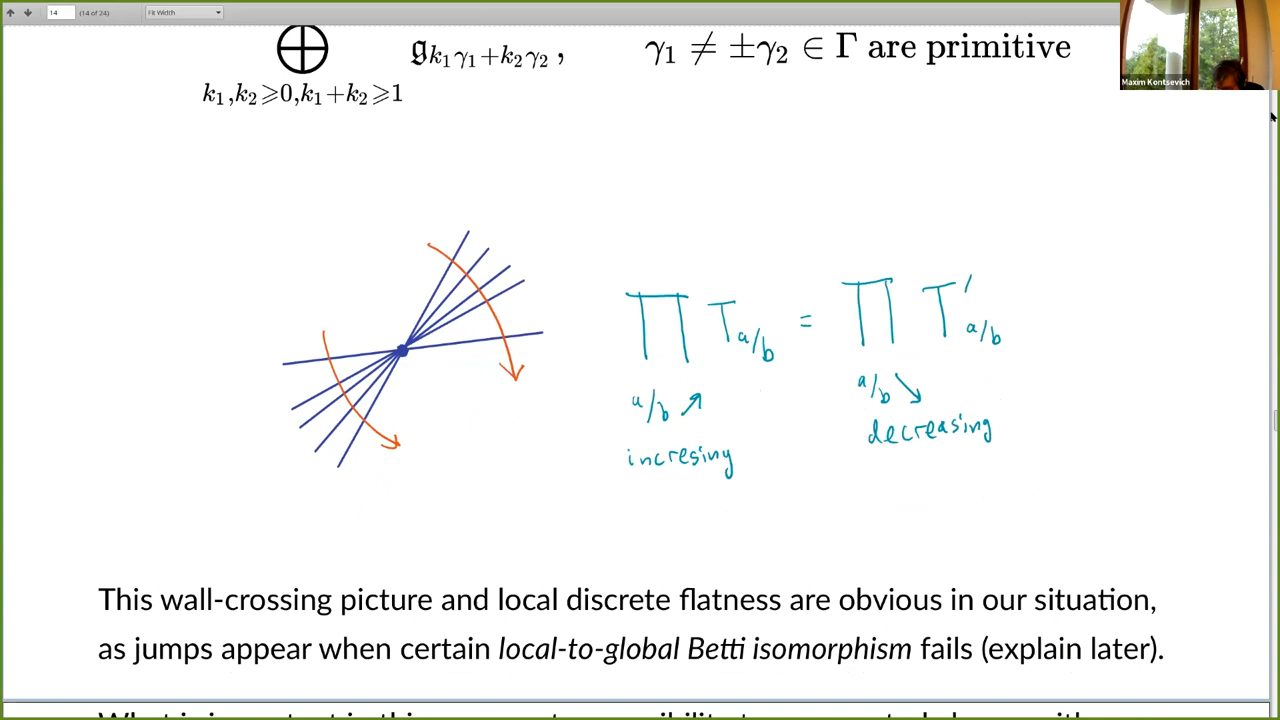 14 (14 of 24) Fit Width
⊕ 𝔤k₁γ₁+k₂γ₂ , γ₁ ≠ ±γ₂ ∈ Γ are primitive
k₁,k₂⩾0,k₁+k₂⩾1
Maxim Kontsevich
∏ T a/b = ∏ T′ a/b
a/b ↗ a/b ↘
incresing decreasing
This wall-crossing picture and local discrete flatness are obvious in our situation,
as jumps appear when certain local-to-global Betti isomorphism fails (explain later).